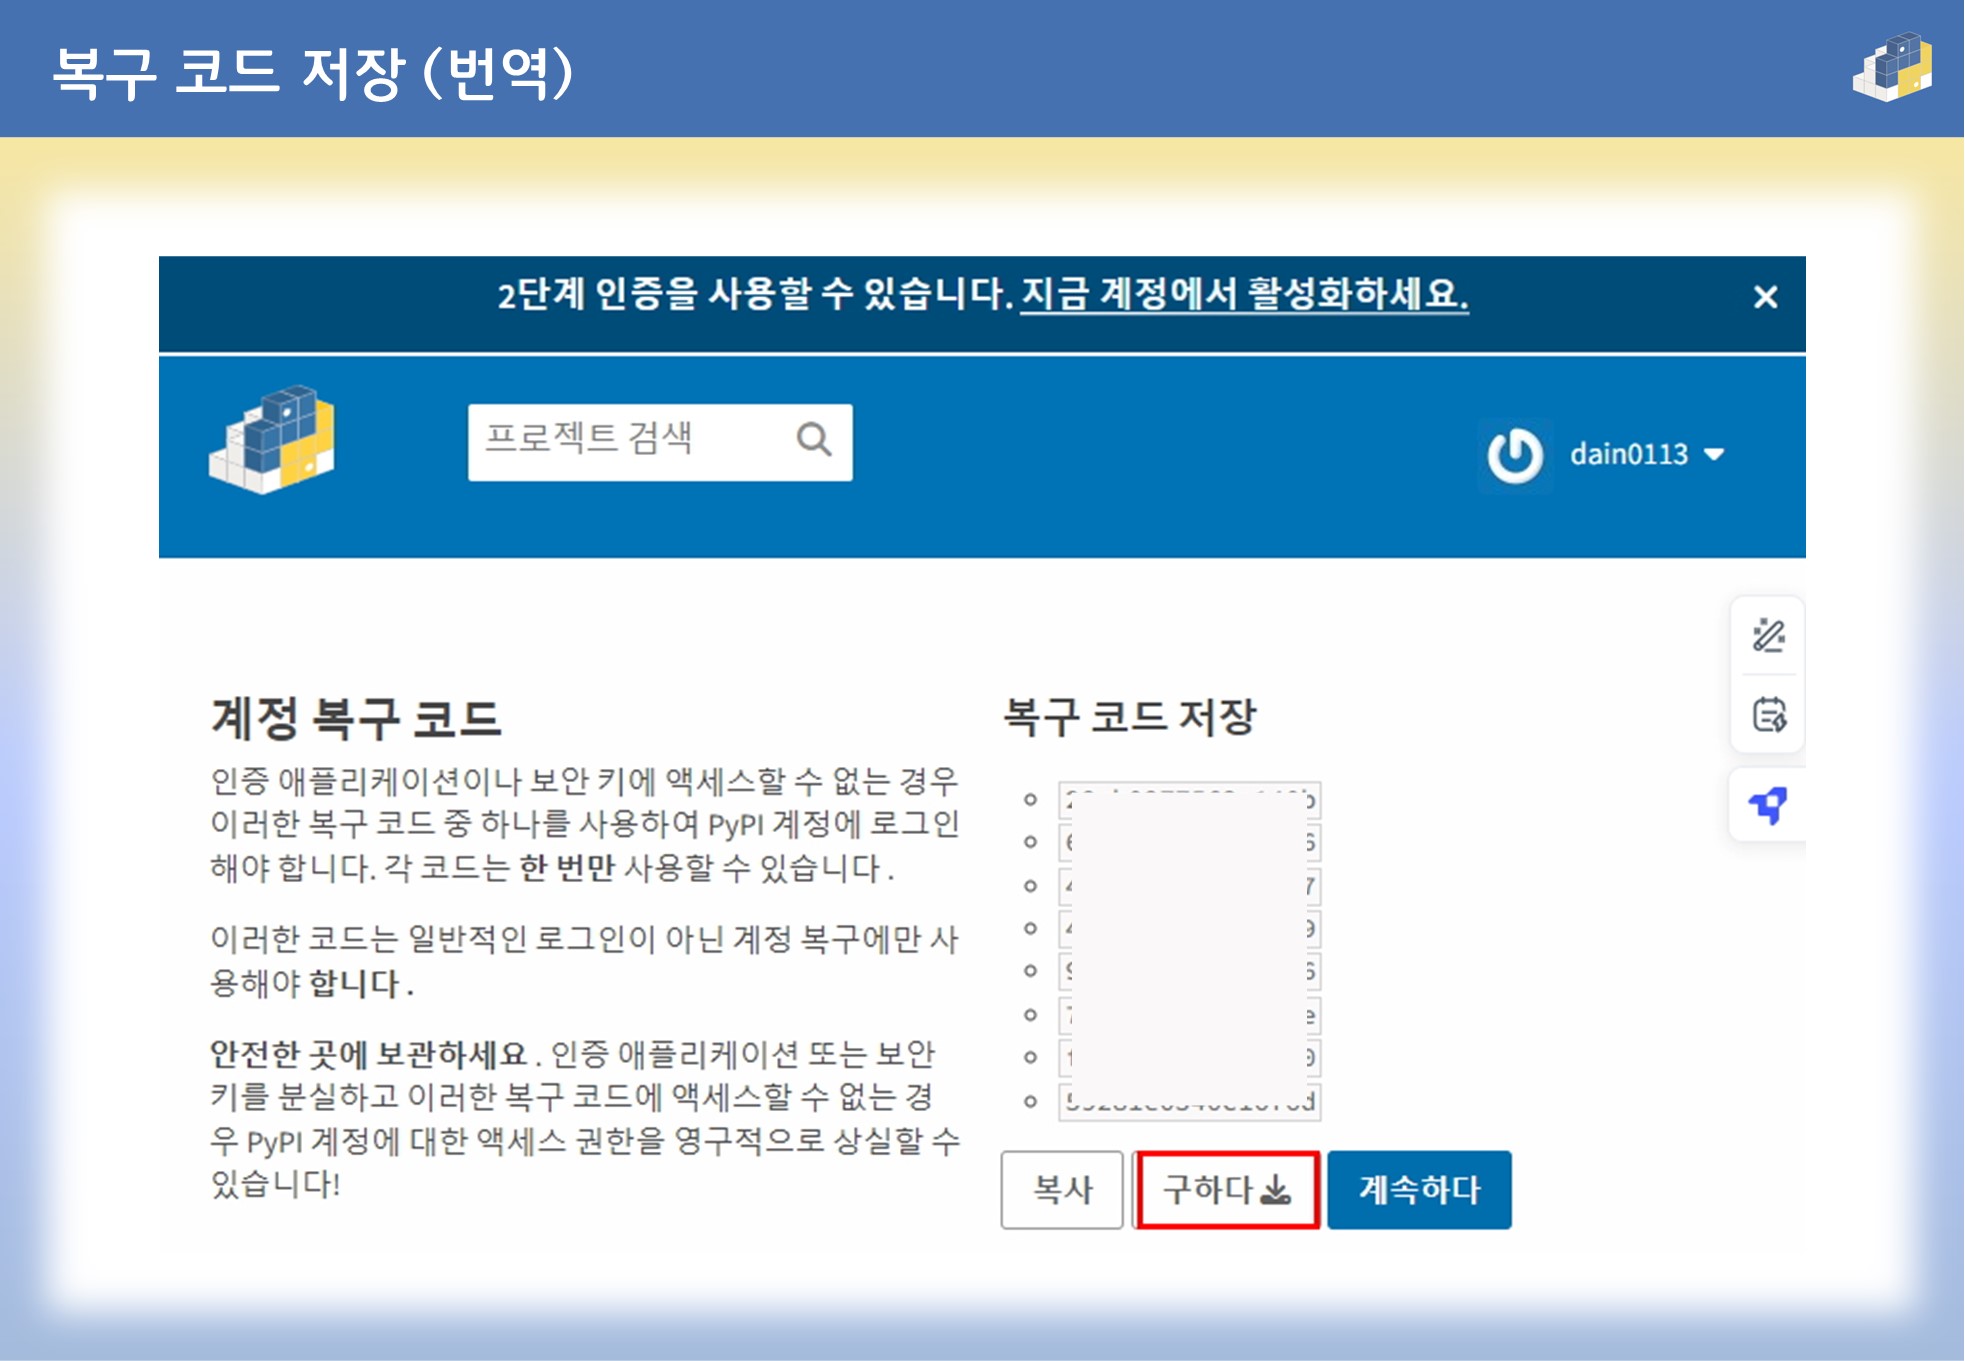 복구 코드 저장 (번역)
2단계 인증을 사용할 수 있습니다. 지금 계정에서 활성화하세요.
프로젝트 검색
dain0113
계정 복구 코드
인증 애플리케이션이나 보안 키에 액세스할 수 없는 경우
이러한 복구 코드 중 하나를 사용하여 PyPI 계정에 로그인
해야 합니다. 각 코드는 한 번만 사용할 수 있습니다 .
이러한 코드는 일반적인 로그인이 아닌 계정 복구에만 사
용해야 합니다 .
안전한 곳에 보관하세요 . 인증 애플리케이션 또는 보안
키를 분실하고 이러한 복구 코드에 액세스할 수 없는 경
우 PyPI 계정에 대한 액세스 권한을 영구적으로 상실할 수
있습니다!
복구 코드 저장
복사
구하다
계속하다